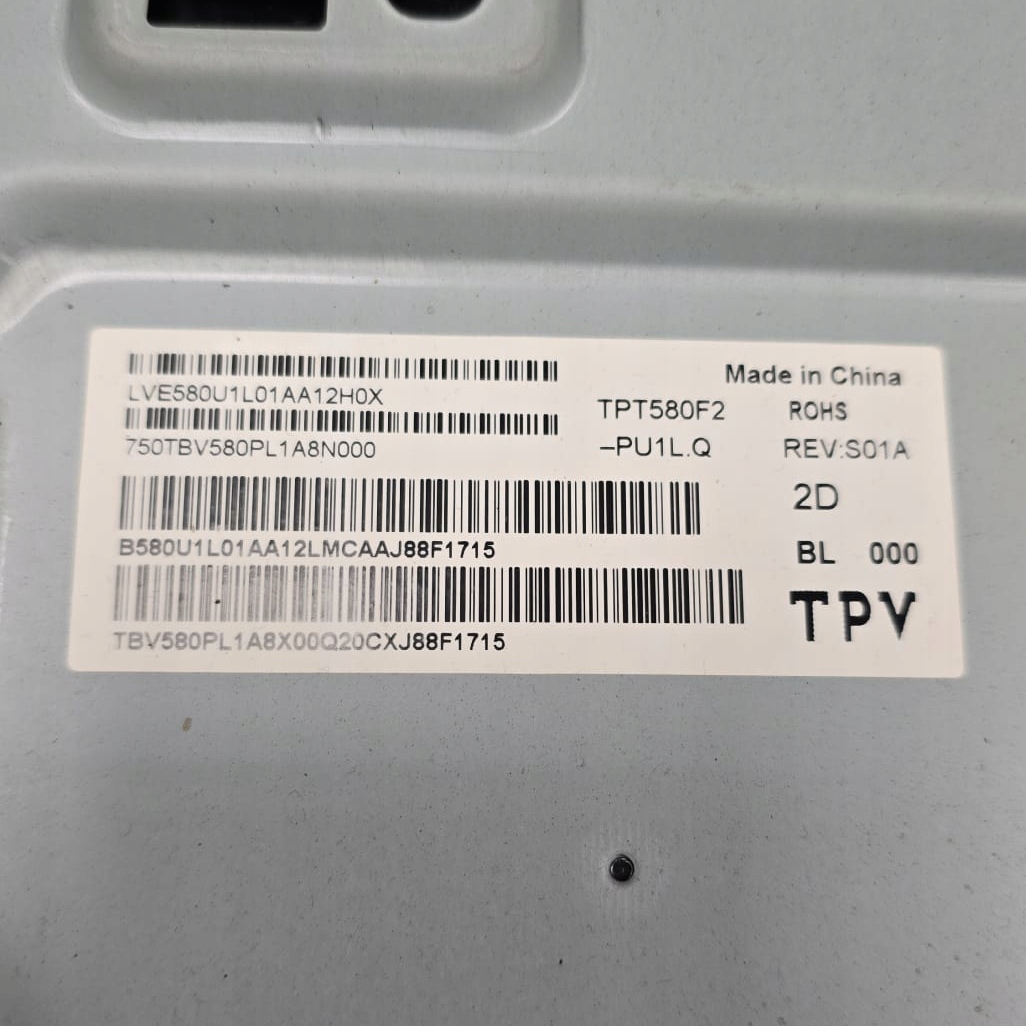 LVE580U1L01AA12H0X
750TBV580PL1A8N000
B580U1L01AA12LMCAAJ88F1715
TBV580PL1A8X00Q20CXJ88F1715
TPT580F2
-PU1L.Q
Made in China
ROHS
REV:S01A
2D
BL 000
TPV